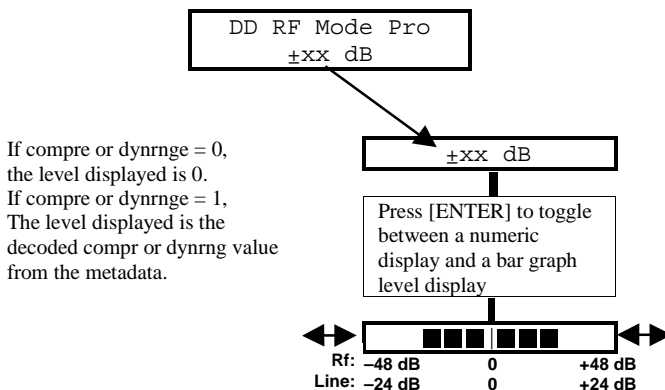 DD RF Mode Pro
±xx dB
If compre or dynrnge = 0,
the level displayed is 0.
If compre or dynrnge = 1,
The level displayed is the
decoded compr or dynrng value
from the metadata.
±xx dB
Press [ENTER] to toggle
between a numeric
display and a bar graph
level display
Rf: –48 dB 0 +48 dB
Line: –24 dB 0 +24 dB